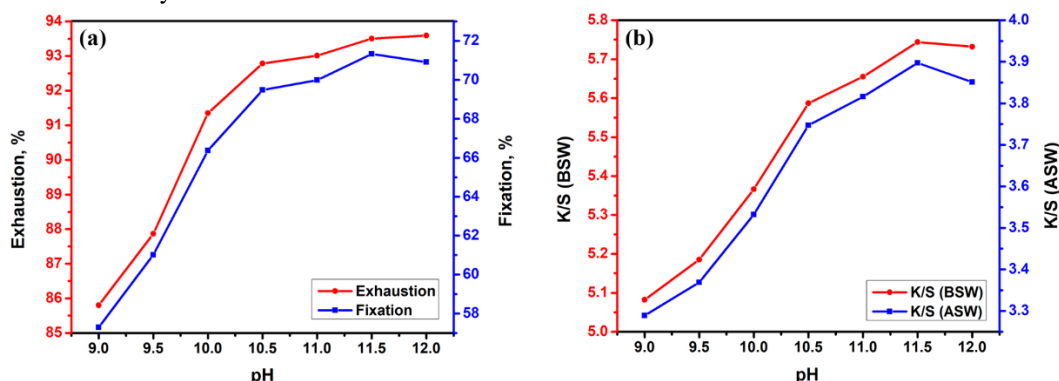 (a)
Exhaustion, %
94
93
92
91
90
89
88
87
86
85
72
70
68
66
64
62
60
58
Fixation, %
Exhaustion
Fixation
9.0 9.5 10.0 10.5 11.0 11.5 12.0
pH
(b)
K/S (BSW)
5.8
5.7
5.6
5.5
5.4
5.3
5.2
5.1
5.0
4.0
3.9
3.8
3.7
3.6
3.5
3.4
3.3
K/S (ASW)
K/S (BSW)
K/S (ASW)
9.0 9.5 10.0 10.5 11.0 11.5 12.0
pH